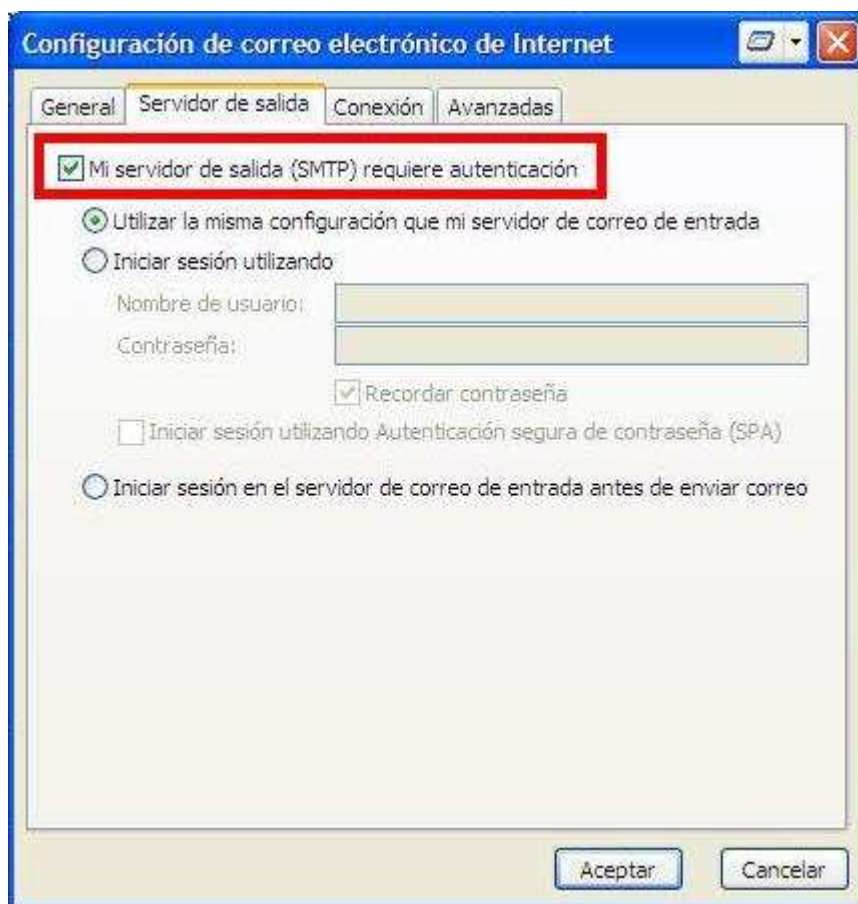 Configuración de correo electrónico de Internet
General Servidor de salida Conexión Avanzadas
Mi servidor de salida (SMTP) requiere autenticación
Utilizar la misma configuración que mi servidor de correo de entrada
Iniciar sesión utilizando
Nombre de usuario:
Contraseña:
Recordar contraseña
Iniciar sesión utilizando Autenticación segura de contraseña (SPA)
Iniciar sesión en el servidor de correo de entrada antes de enviar correo
Aceptar Cancelar